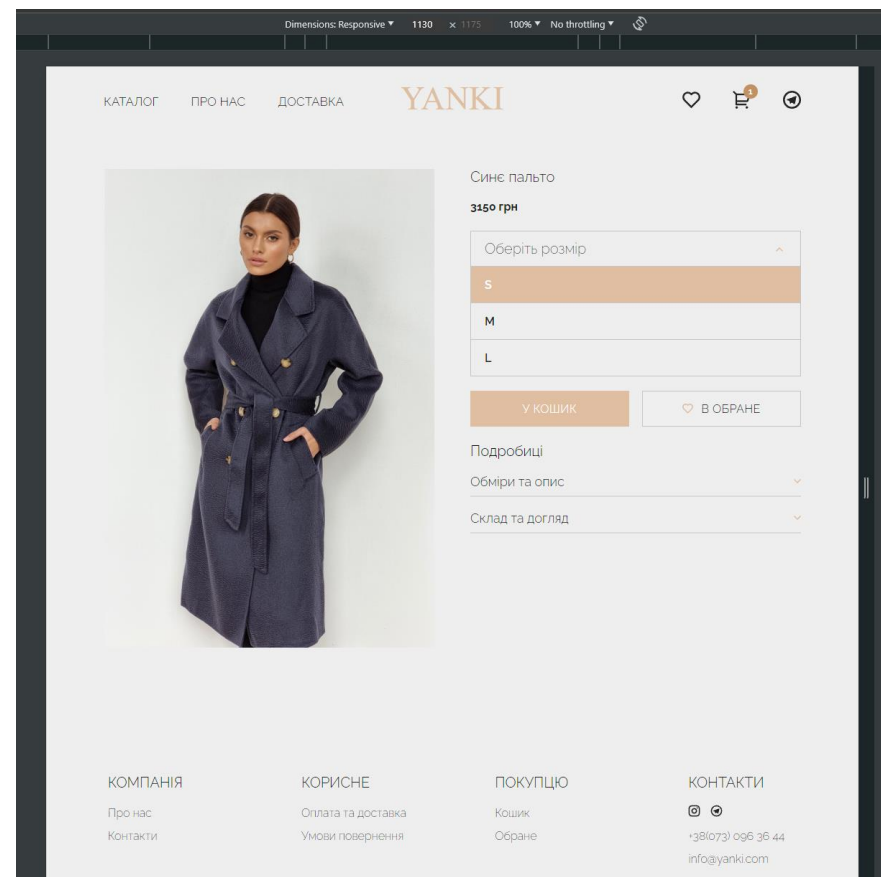 Dimensions: Responsive ▼ 1130 × 1175 100% ▼ No throttling ▼
КАТАЛОГ ПРО НАС ДОСТАВКА YANKI 1
Синє пальто
3150 грн
Оберіть розмір
S
M
L
У КОШИК В ОБРАНЕ
Подробиці
Обміри та опис
Склад та догляд
КОМПАНІЯ КОРИСНЕ ПОКУПЦЮ КОНТАКТИ
Про нас Оплата та доставка Кошик
Контакти Умови повернення Обране +38(073) 096 36 44
info@yanki.com